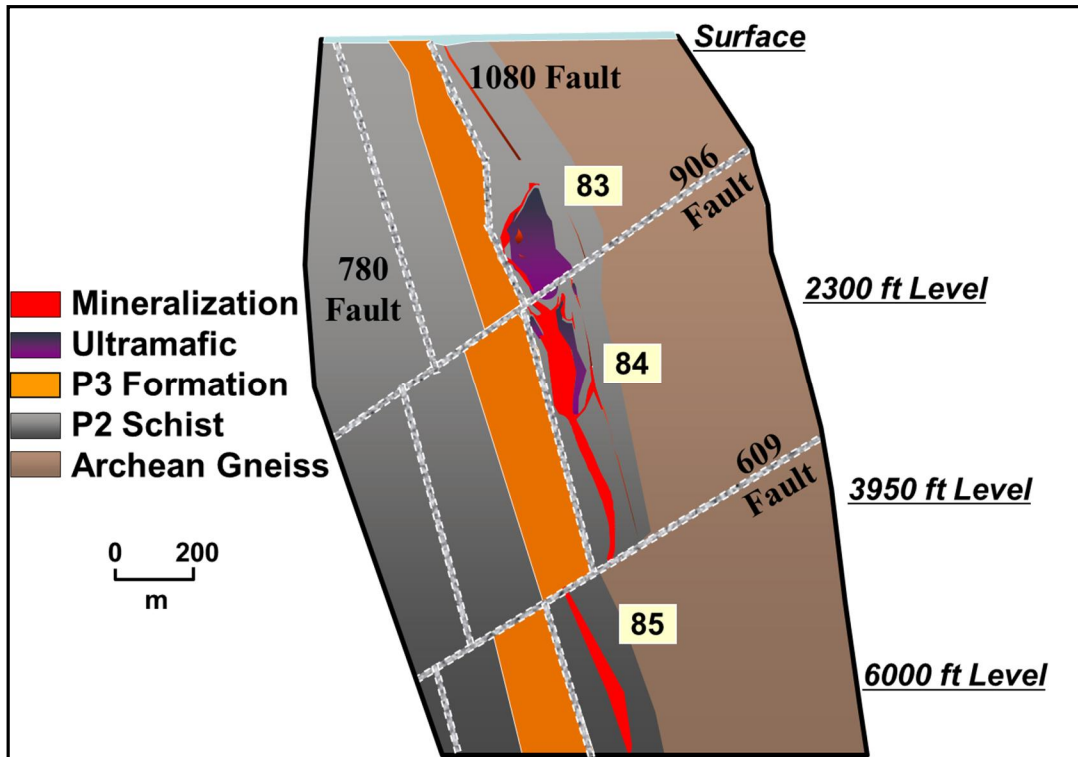 Surface
1080 Fault
83
906
Fault
780
Fault
2300 ft Level
Mineralization
Ultramafic
P3 Formation
P2 Schist
Archean Gneiss
84
609
Fault
3950 ft Level
0 200
m
85
6000 ft Level